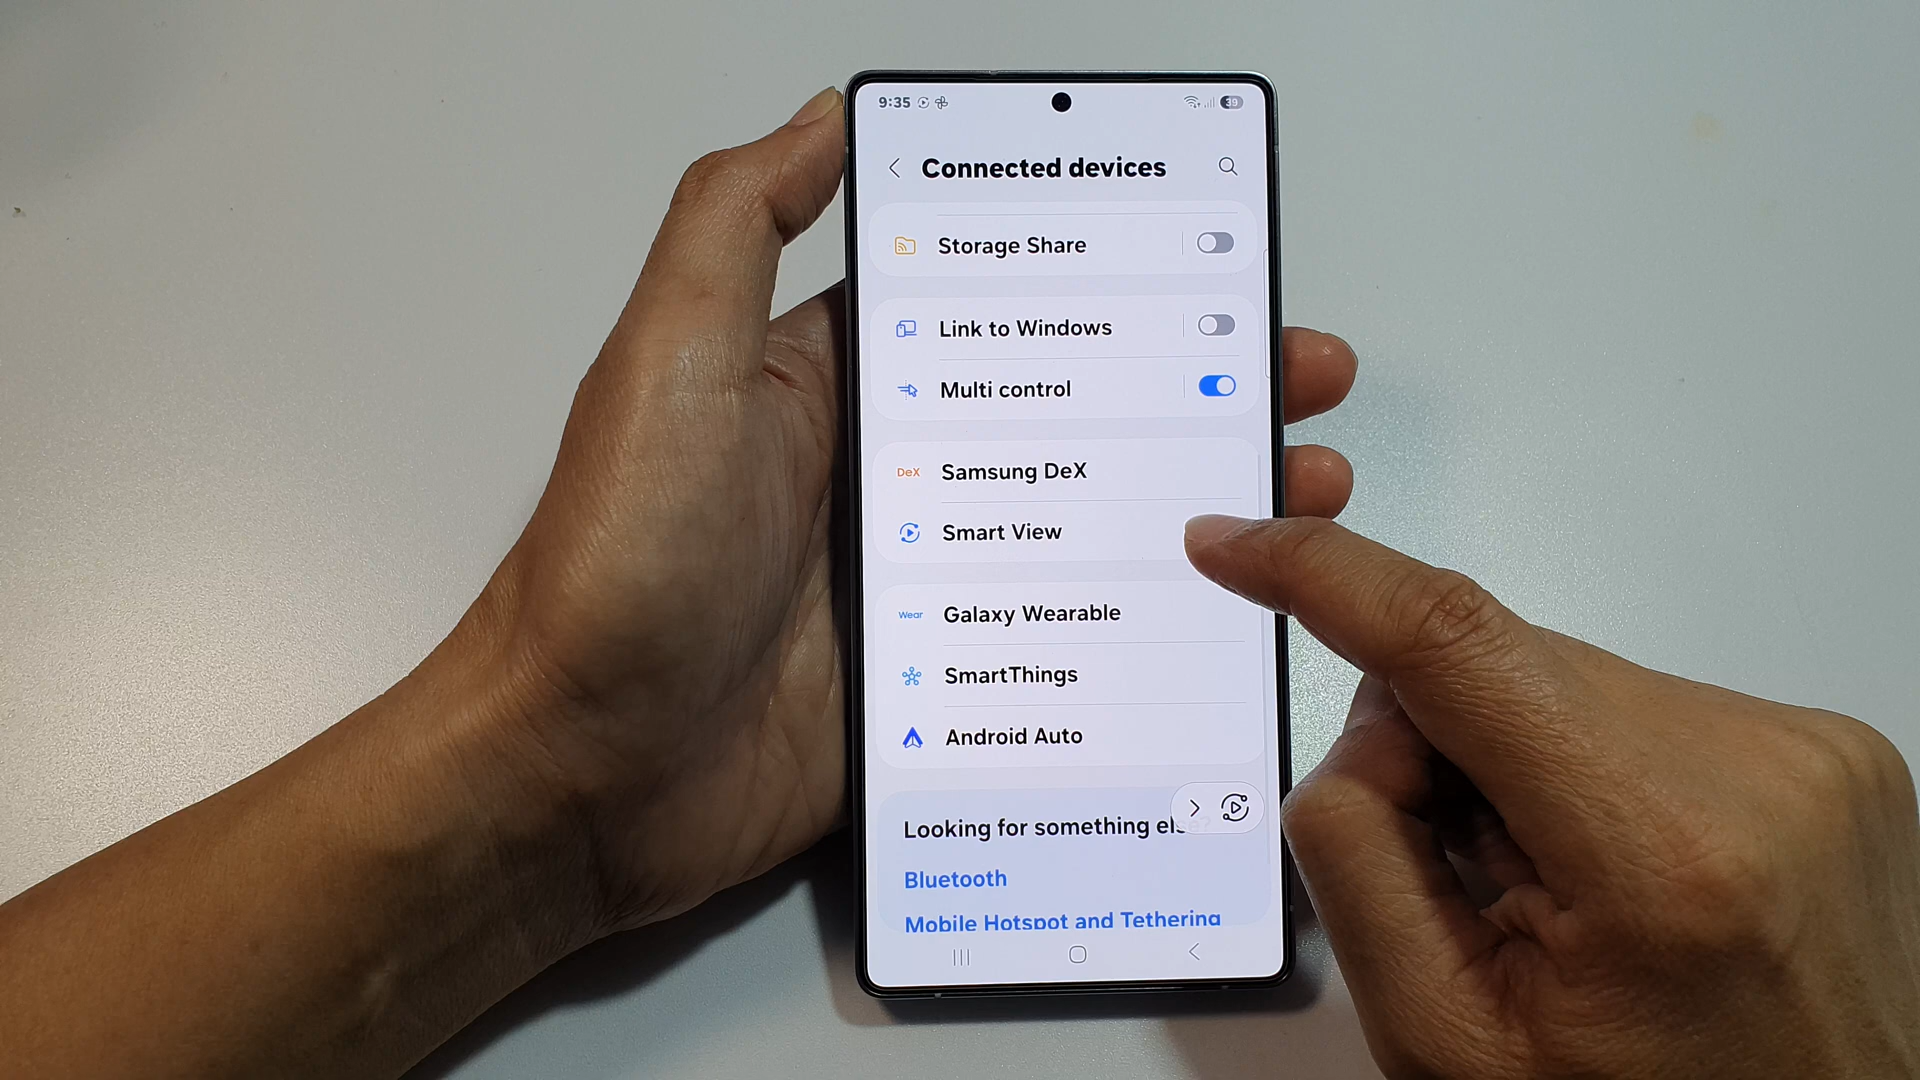 9:35
39
Connected devices
Storage Share
Link to Windows
Multi control
DeX Samsung DeX
Smart View
Wear Galaxy Wearable
SmartThings
Android Auto
Looking for something else?
Bluetooth
Mobile Hotspot and Tethering